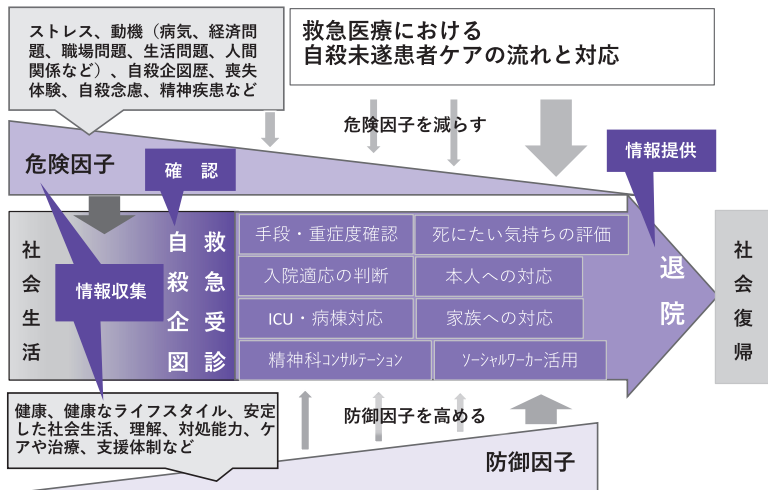 ストレス、動機（病気、経済問
題、職場問題、生活問題、人間
関係など）、自殺企図歴、喪失
体験、自殺念慮、精神疾患など
救急医療における
自殺未遂患者ケアの流れと対応
危険因子を減らす
危険因子
確　認
情報提供
社会生活
情報収集
救急受診
自殺企図
手段・重症度確認
死にたい気持ちの評価
入院適応の判断
本人への対応
ICU・病棟対応
家族への対応
精神科ｺﾝｻﾙﾃｰｼｮﾝ
ｿｰｼｬﾙﾜｰｶｰ活用
退院
社会復帰
健康、健康なライフスタイル、安定
した社会生活、理解、対処能力、ケ
アや治療、支援体制など
防御因子を高める
防御因子